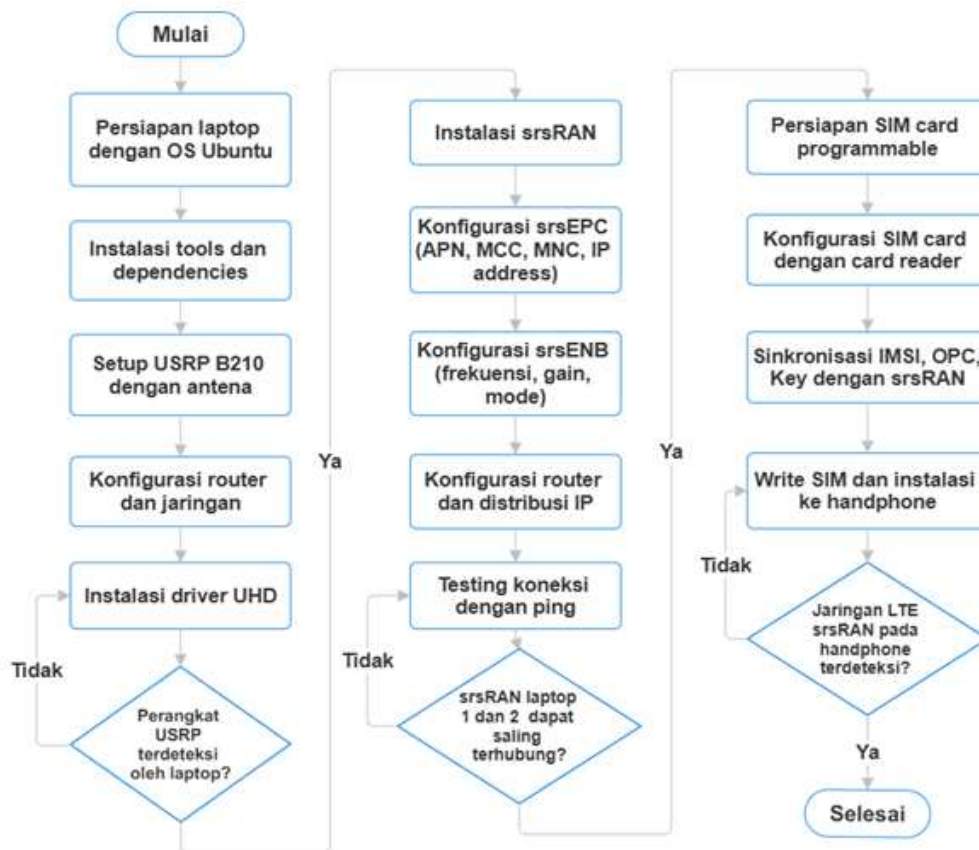 Mulai
Persiapan laptop
dengan OS Ubuntu
Instalasi tools dan
dependencies
Setup USRP B210
dengan antena
Konfigurasi router
dan jaringan
Instalasi driver UHD
Tidak
Perangkat
USRP
terdeteksi
oleh laptop?
Ya
Instalasi srsRAN
Konfigurasi srsEPC
(APN, MCC, MNC, IP
address)
Konfigurasi srsENB
(frekuensi, gain,
mode)
Konfigurasi router
dan distribusi IP
Testing koneksi
dengan ping
Tidak
srsRAN laptop
1 dan 2 dapat
saling
terhubung?
Ya
Persiapan SIM card
programmable
Konfigurasi SIM card
dengan card reader
Sinkronisasi IMSI, OPC,
Key dengan srsRAN
Write SIM dan instalasi
ke handphone
Tidak
Jaringan LTE
srsRAN pada
handphone
terdeteksi?
Ya
Selesai